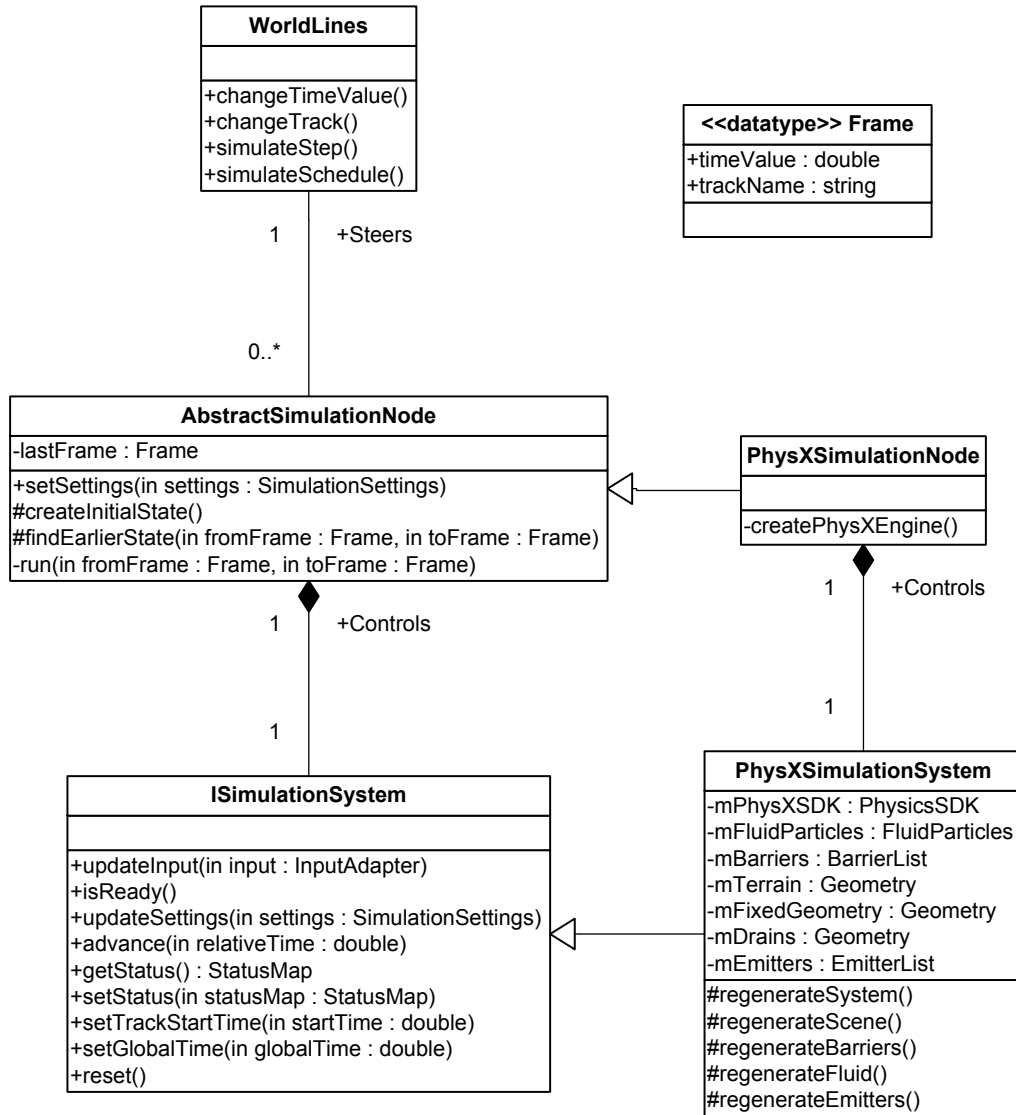 WorldLines
+changeTimeValue()
+changeTrack()
+simulateStep()
+simulateSchedule()
<<datatype>> Frame
+timeValue : double
+trackName : string
1
+Steers
0..*
AbstractSimulationNode
-lastFrame : Frame
+setSettings(in settings : SimulationSettings)
#createInitialState()
#findEarlierState(in fromFrame : Frame, in toFrame : Frame)
-run(in fromFrame : Frame, in toFrame : Frame)
PhysXSimulationNode
-createPhysXEngine()
1
+Controls
1
1
+Controls
1
ISimulationSystem
+updateInput(in input : InputAdapter)
+isReady()
+updateSettings(in settings : SimulationSettings)
+advance(in relativeTime : double)
+getStatus() : StatusMap
+setStatus(in statusMap : StatusMap)
+setTrackStartTime(in startTime : double)
+setGlobalTime(in globalTime : double)
+reset()
PhysXSimulationSystem
-mPhysXSDK : PhysicsSDK
-mFluidParticles : FluidParticles
-mBarriers : BarrierList
-mTerrain : Geometry
-mFixedGeometry : Geometry
-mDrains : Geometry
-mEmitters : EmitterList
#regenerateSystem()
#regenerateScene()
#regenerateBarriers()
#regenerateFluid()
#regenerateEmitters()